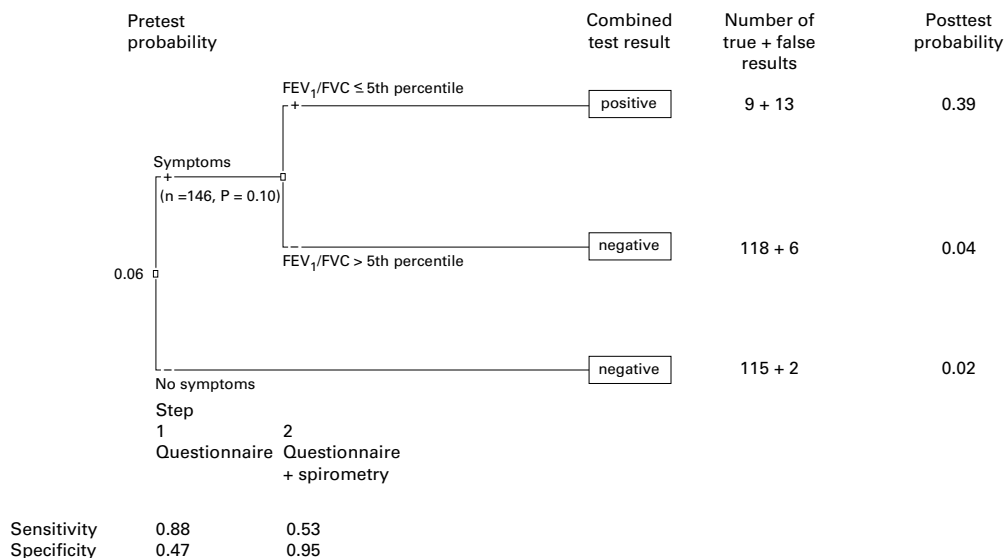 Pretest
probability
Combined
test result
Number of
true + false
results
Posttest
probability
FEV1/FVC ≤ 5th percentile
+
positive
9 + 13
0.39
Symptoms
+
(n =146, P = 0.10)
–
FEV1/FVC > 5th percentile
negative
118 + 6
0.04
0.06
–
No symptoms
negative
115 + 2
0.02
Step
1 2
Questionnaire Questionnaire
+ spirometry
Sensitivity 0.88 0.53
Specificity 0.47 0.95